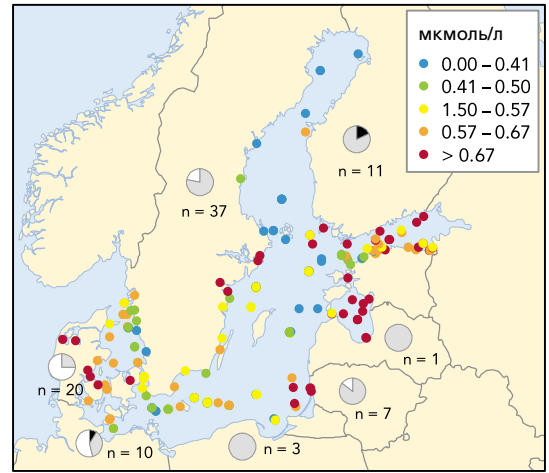 мкмоль/л
0.00 – 0.41
0.41 – 0.50
1.50 – 0.57
0.57 – 0.67
> 0.67
n = 11
n = 37
n = 1
n = 20
n = 7
n = 10
n = 3